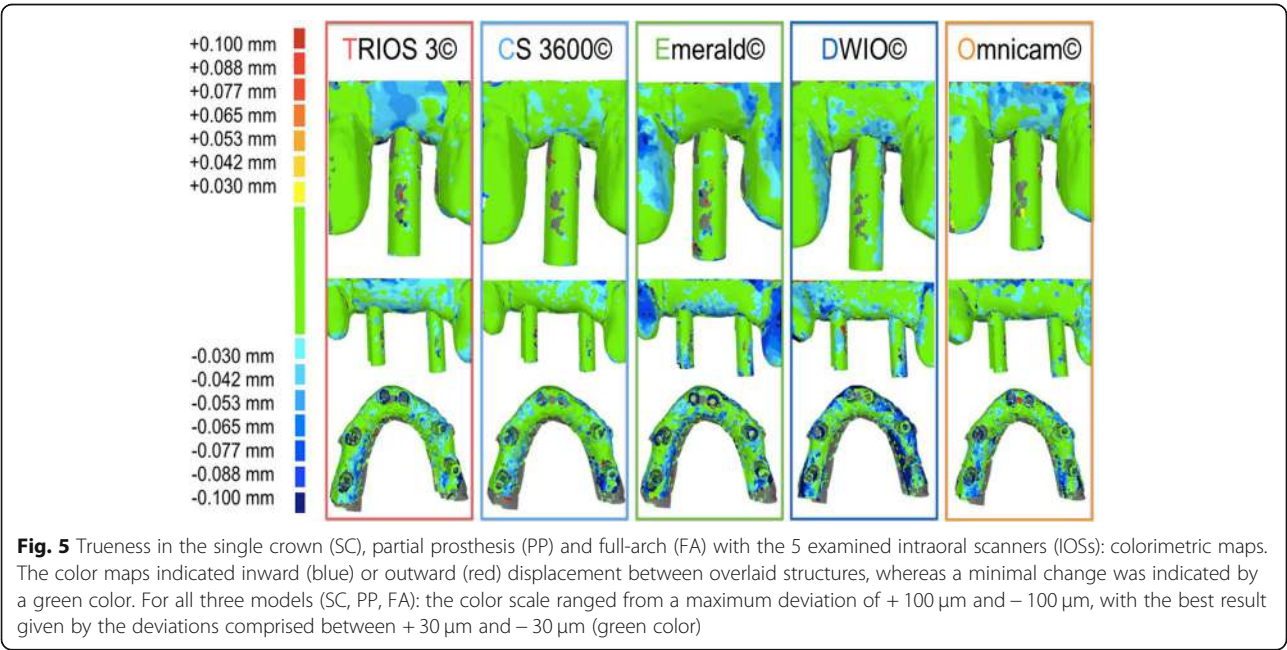 TRIOS 3© CS 3600© Emerald© DWIO© Omnicam©
+0.100 mm
+0.088 mm
+0.077 mm
+0.065 mm
+0.053 mm
+0.042 mm
+0.030 mm
-0.030 mm
-0.042 mm
-0.053 mm
-0.065 mm
-0.077 mm
-0.088 mm
-0.100 mm
Fig. 5 Trueness in the single crown (SC), partial prosthesis (PP) and full-arch (FA) with the 5 examined intraoral scanners (IOSs): colorimetric maps.
The color maps indicated inward (blue) or outward (red) displacement between overlaid structures, whereas a minimal change was indicated by
a green color. For all three models (SC, PP, FA): the color scale ranged from a maximum deviation of + 100 μm and − 100 μm, with the best result
given by the deviations comprised between + 30 μm and − 30 μm (green color)